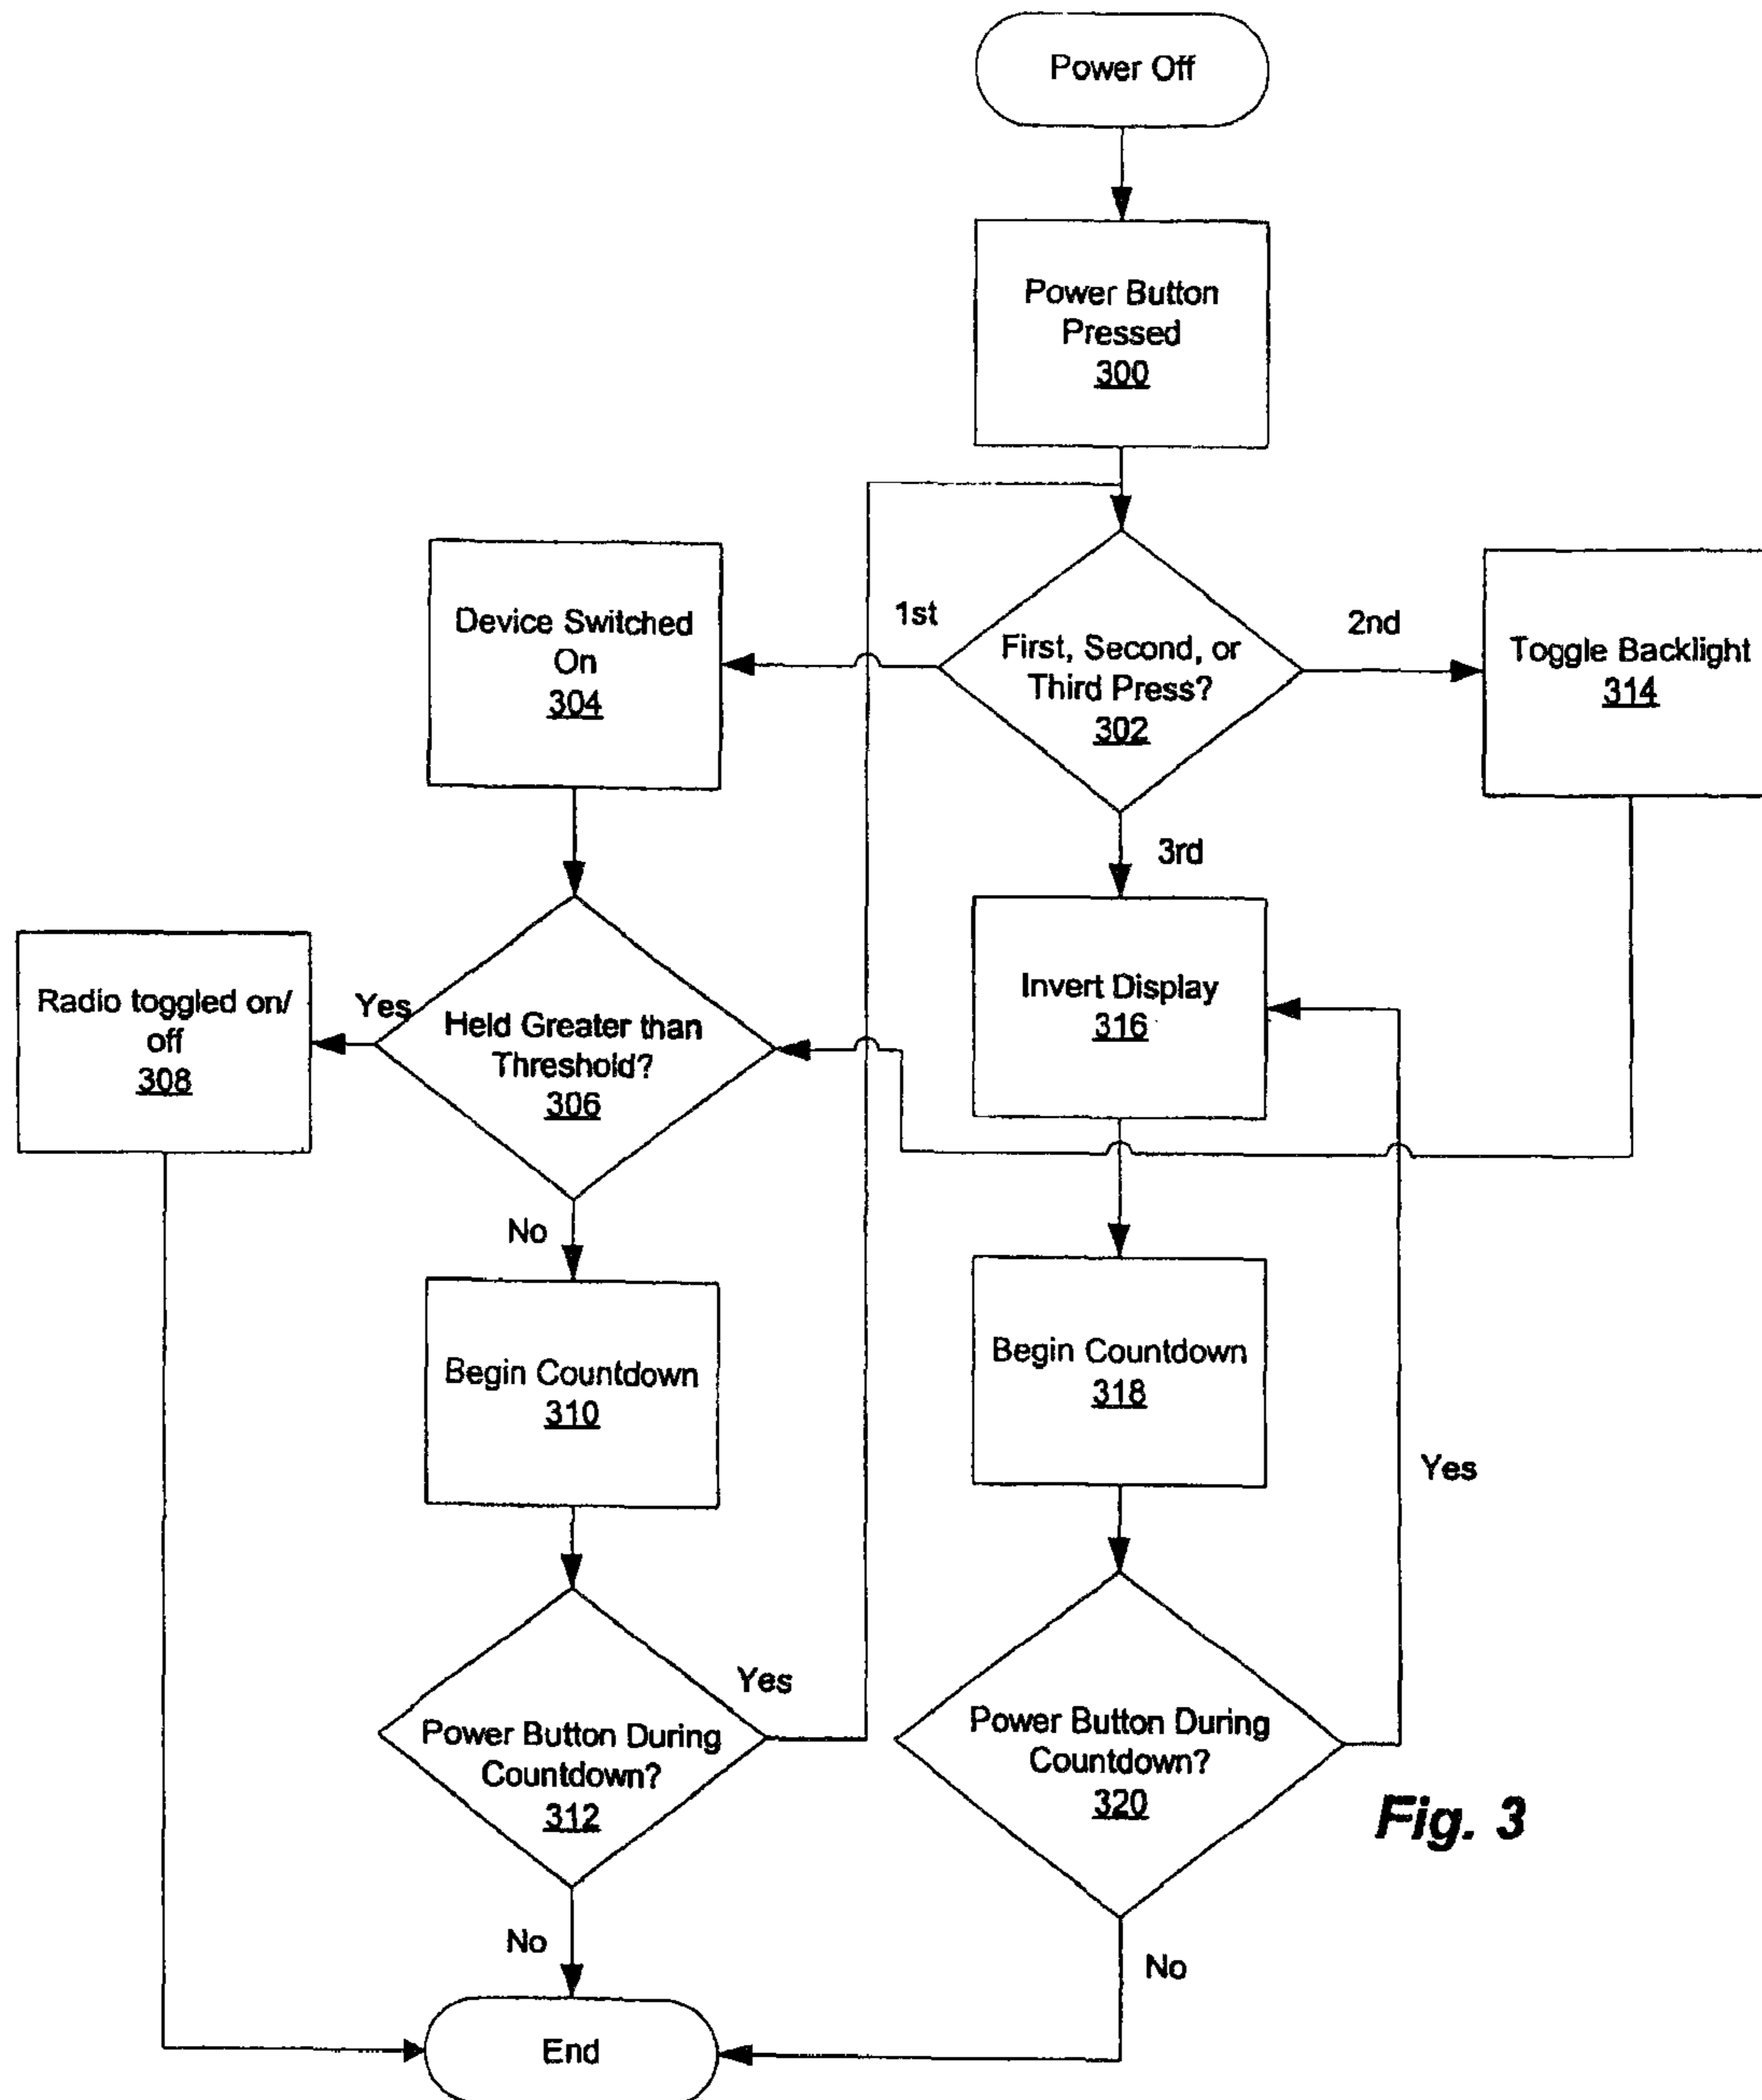 Power Off
Power Button
Pressed
300
First, Second, or
Third Press?
302
1st
2nd
3rd
Device Switched
On
304
Toggle Backlight
314
Held Greater than
Threshold?
306
Yes
No
Radio toggled on/
off
308
Invert Display
316
Begin Countdown
310
Begin Countdown
318
Power Button During
Countdown?
312
Yes
No
Power Button During
Countdown?
320
Yes
No
End
Fig. 3